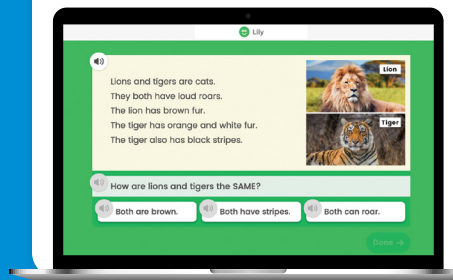 Lily
Lions and tigers are cats.
They both have loud roars.
The lion has brown fur.
The tiger has orange and white fur.
The tiger also has black stripes.
Lion
Tiger
How are lions and tigers the SAME?
Both are brown.
Both have stripes.
Both can roar.
Done →